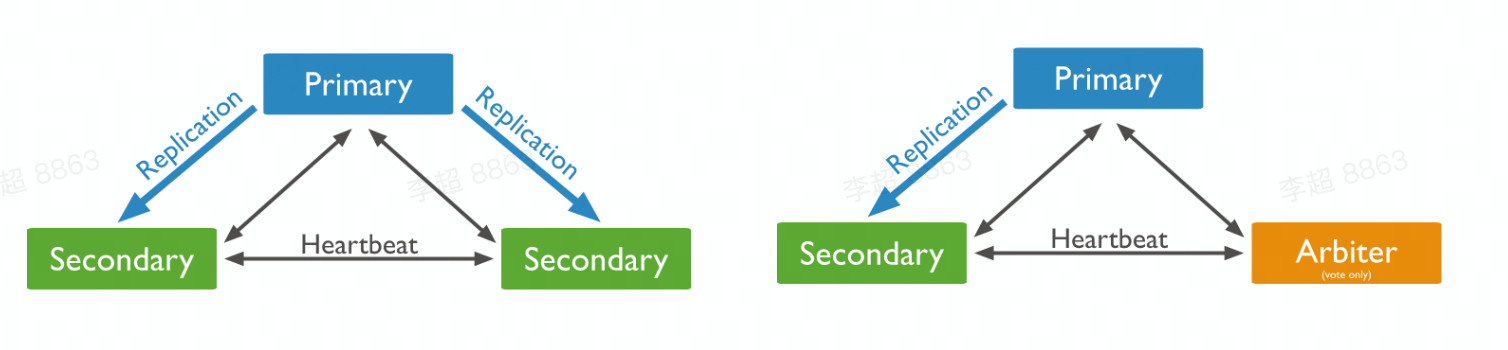 Primary
Replication
Replication
Secondary
Heartbeat
Secondary
超 8863
李超 8863
Primary
Replication
Secondary
Heartbeat
Arbiter
(vote only)
李超 8863
李超 8863